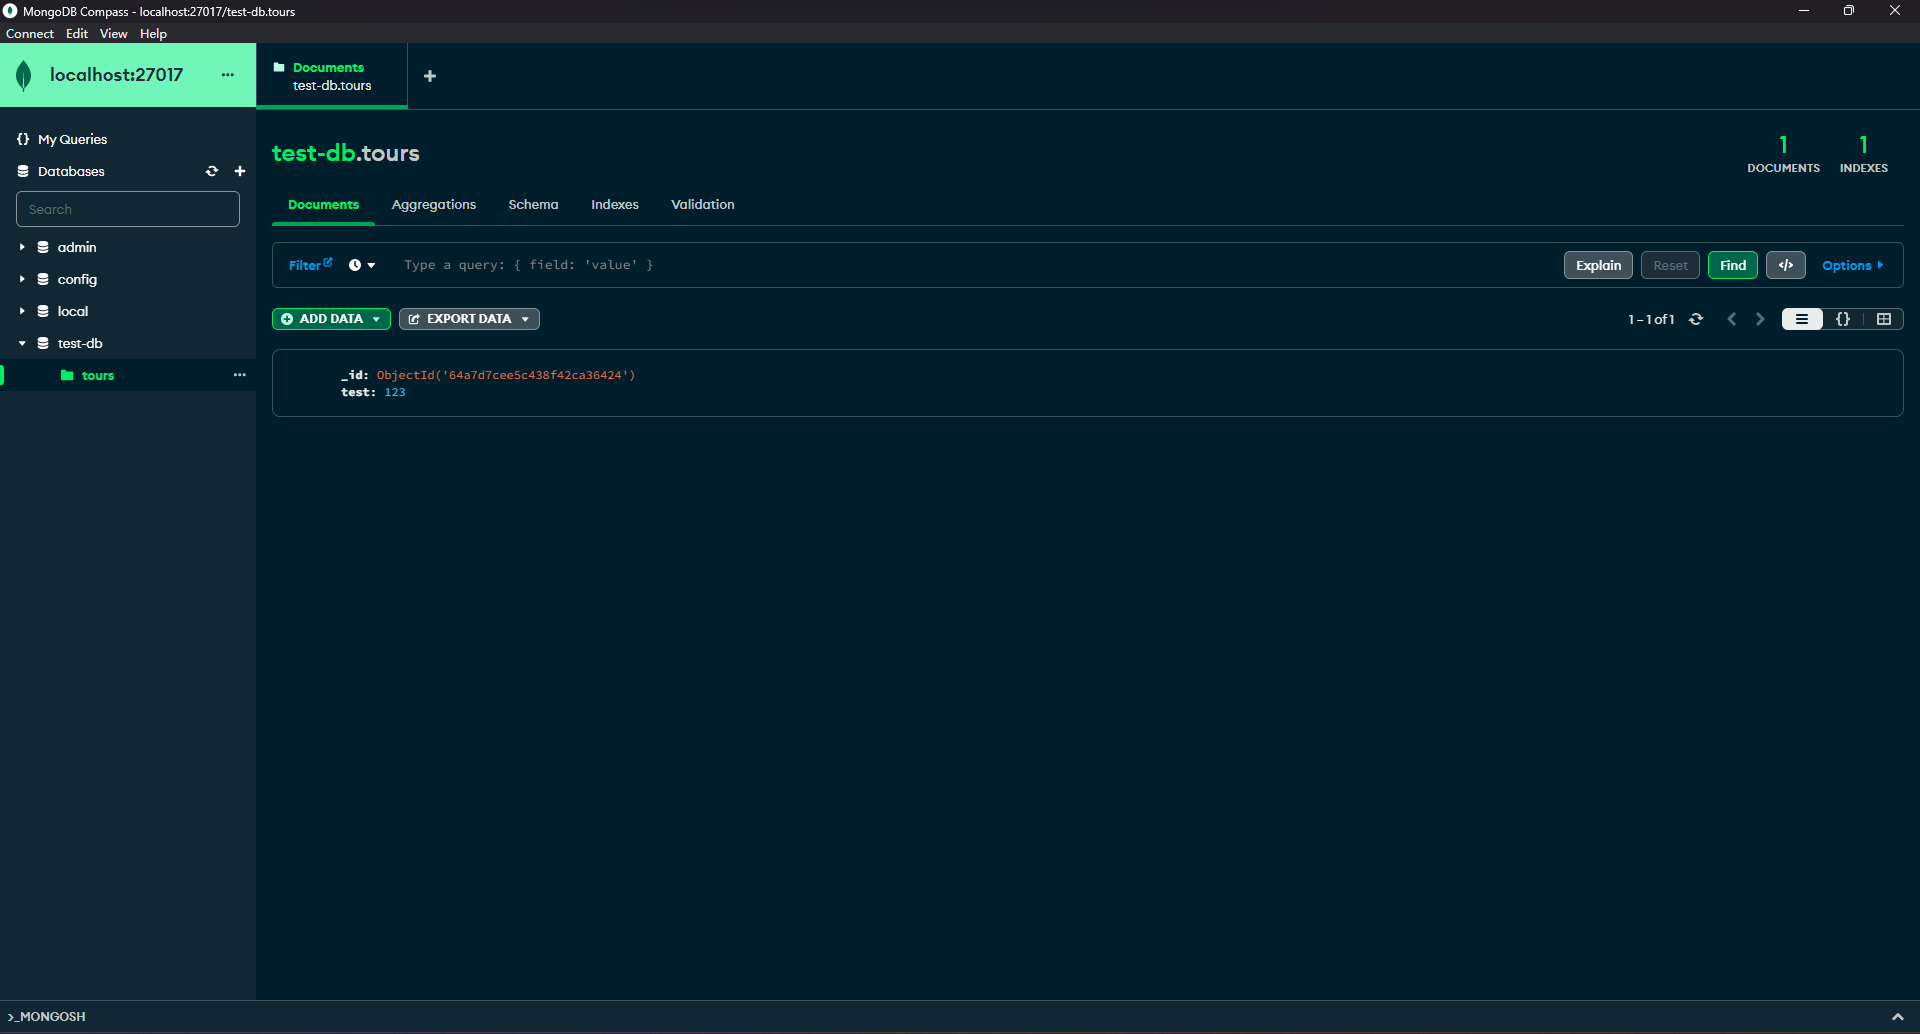 MongoDB Compass - localhost:27017/test-db.tours
Connect Edit View Help
localhost:27017 ···
Documents
test-db.tours
{} My Queries
Databases
Search
admin
config
local
test-db
tours ···
test-db.tours
1 DOCUMENTS
1 INDEXES
Documents Aggregations Schema Indexes Validation
Filter Type a query: { field: 'value' } Explain Reset Find </> Options
ADD DATA EXPORT DATA 1 – 1 of 1 {}
_id: ObjectId('64a7d7cee5c438f42ca36424')
test: 123
>_MONGOSH